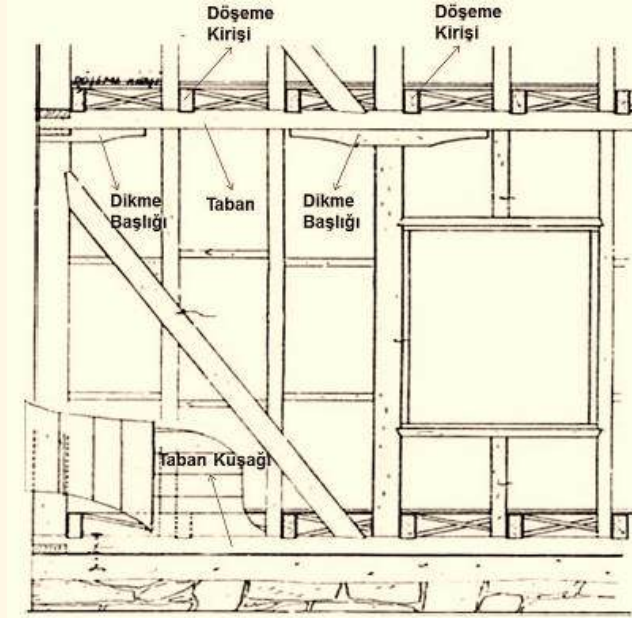 Döşeme
Kirişi
Döşeme
Kirişi
Dikme
Başlığı
Taban
Dikme
Başlığı
Taban Kuşağı